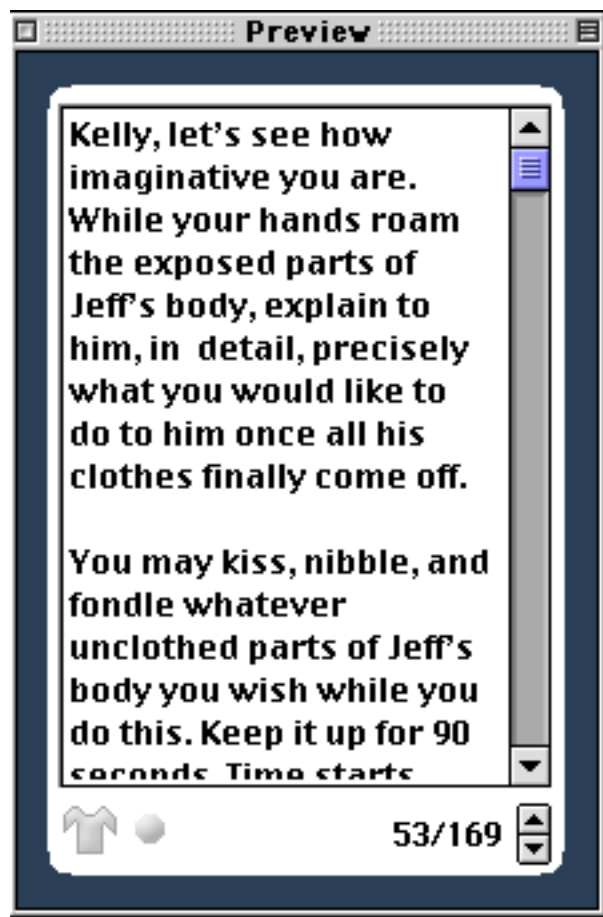 Preview
Kelly, let's see how
imaginative you are.
While your hands roam
the exposed parts of
Jeff's body, explain to
him, in  detail, precisely
what you would like to
do to him once all his
clothes finally come off.

You may kiss, nibble, and
fondle whatever
unclothed parts of Jeff's
body you wish while you
do this. Keep it up for 90
seconds. Time starts
53/169